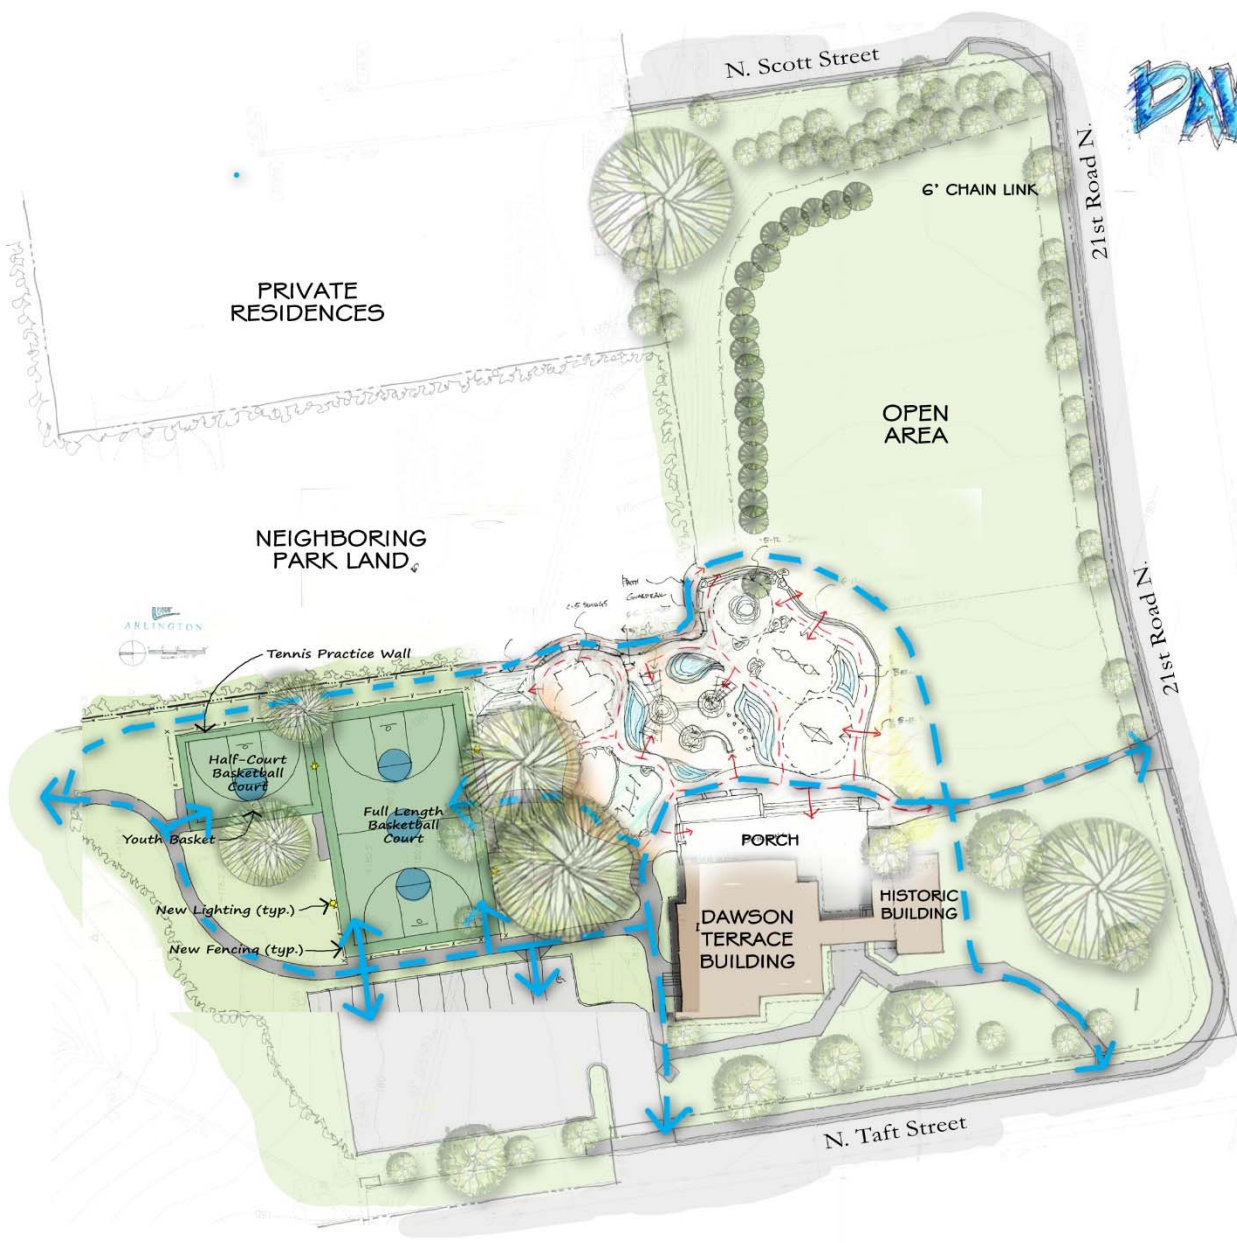 N. Scott Street
DAW
21st Road N.
6' CHAIN LINK
PRIVATE
RESIDENCES
OPEN
AREA
NEIGHBORING
PARK LAND
21st Road N.
ARLINGTON
Tennis Practice Wall
Half-Court
Basketball
Court
Full Length
Basketball
Court
Youth Basket
PORCH
New Lighting (typ.)
New Fencing (typ.)
DAWSON
TERRACE
BUILDING
HISTORIC
BUILDING
N. Taft Street